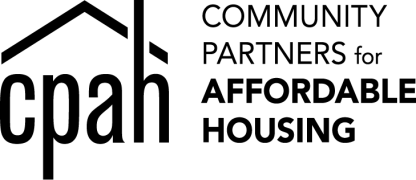 cpah
COMMUNITY
PARTNERS for
AFFORDABLE
HOUSING